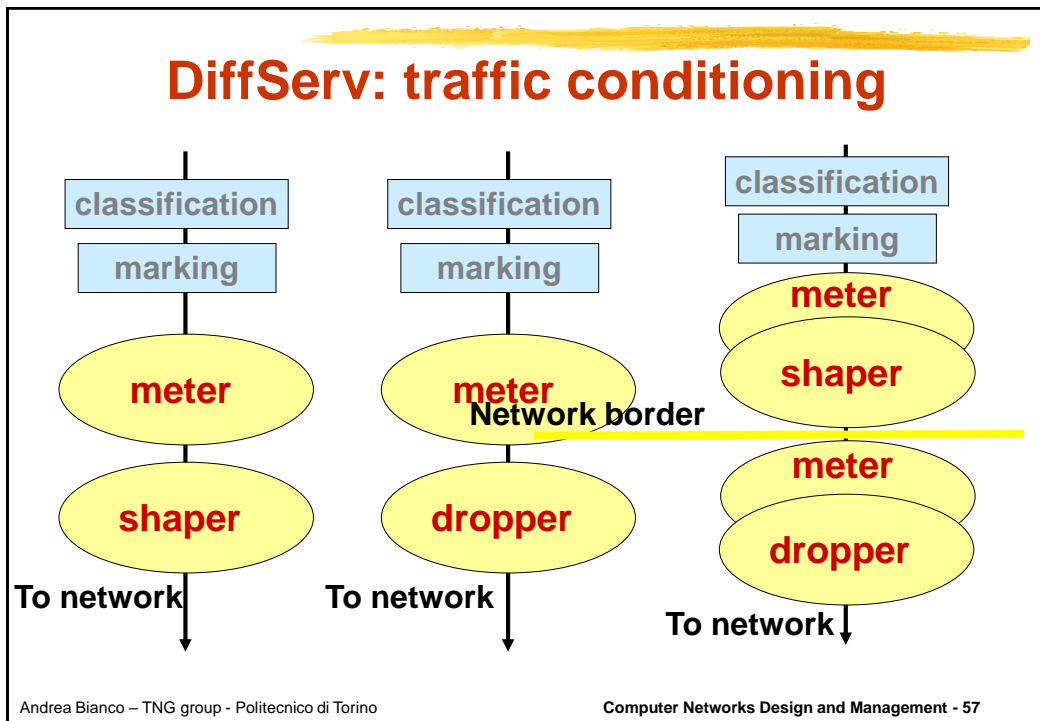 DiffServ: traffic conditioning
classification
marking
meter
shaper
To network
classification
marking
meter
Network border
dropper
To network
classification
marking
meter
shaper
meter
dropper
To network
Andrea Bianco – TNG group - Politecnico di Torino
Computer Networks Design and Management - 57